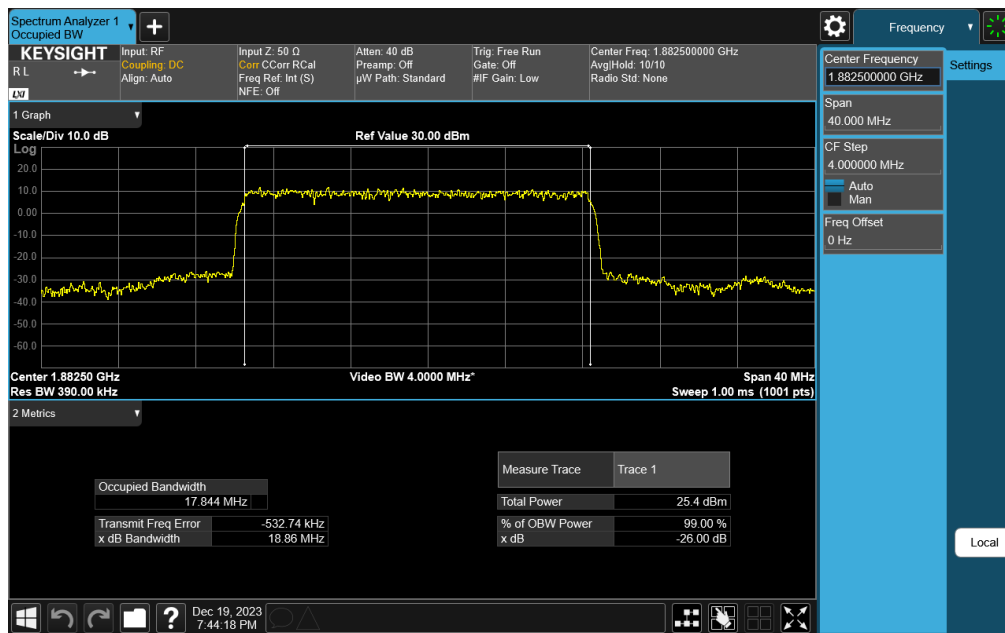 Spectrum Analyzer 1
Occupied BW
+
Frequency
KEYSIGHT
R L
LXI
Input: RF
Coupling: DC
Align: Auto
Input Z: 50 Ω
Corr CCorr RCal
Freq Ref: Int (S)
NFE: Off
Atten: 40 dB
Preamp: Off
µW Path: Standard
Trig: Free Run
Gate: Off
#IF Gain: Low
Center Freq: 1.882500000 GHz
Avg|Hold: 10/10
Radio Std: None
Center Frequency
1.882500000 GHz
Settings
Span
40.000 MHz
CF Step
4.000000 MHz
Auto
Man
Freq Offset
0 Hz
1 Graph
Scale/Div 10.0 dB
Ref Value 30.00 dBm
Log
20.0
10.0
0.00
-10.0
-20.0
-30.0
-40.0
-50.0
-60.0
Center 1.88250 GHz
Video BW 4.0000 MHz*
Span 40 MHz
Res BW 390.00 kHz
Sweep 1.00 ms (1001 pts)
2 Metrics
Measure Trace
Trace 1
Occupied Bandwidth
17.844 MHz
Total Power
25.4 dBm
Transmit Freq Error
-532.74 kHz
% of OBW Power
99.00 %
x dB Bandwidth
18.86 MHz
x dB
-26.00 dB
Local
?
Dec 19, 2023
7:44:18 PM